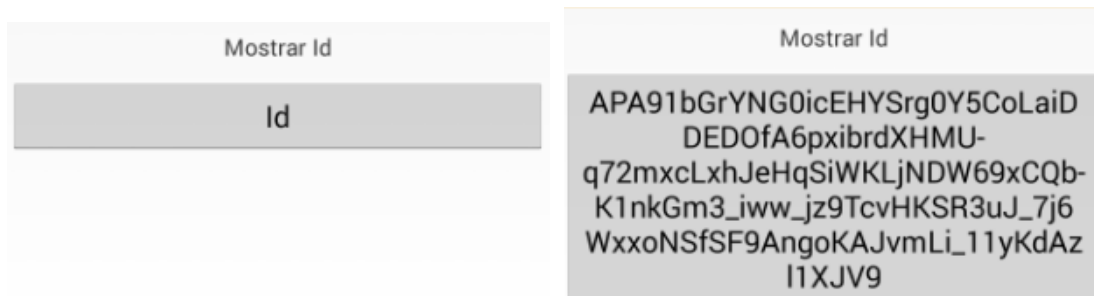 Mostrar Id
Id
Mostrar Id
APA91bGrYNG0icEHYSrg0Y5CoLaiD
DEDOfA6pxibrdXHMU-
q72mxcLxhJeHqSiWKLjNDW69xCQb-
K1nkGm3_iww_jz9TcvHKSR3uJ_7j6
WxxoNSfSF9AngoKAJvmLi_11yKdAz
l1XJV9